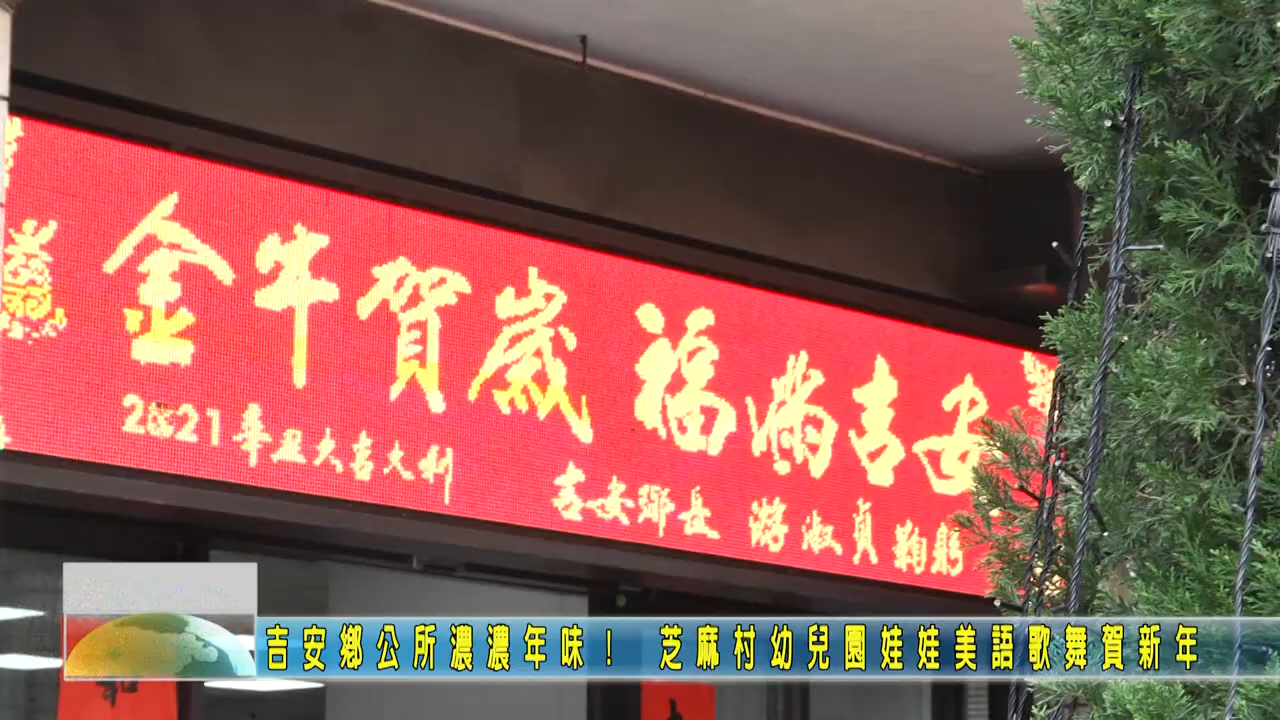 金牛賀歲 福滿吉安
2021辛丑大吉大利 吉安鄉長 游淑貞 鞠躬
吉安鄉公所濃濃年味! 芝麻村幼兒園娃娃美語歌舞賀新年